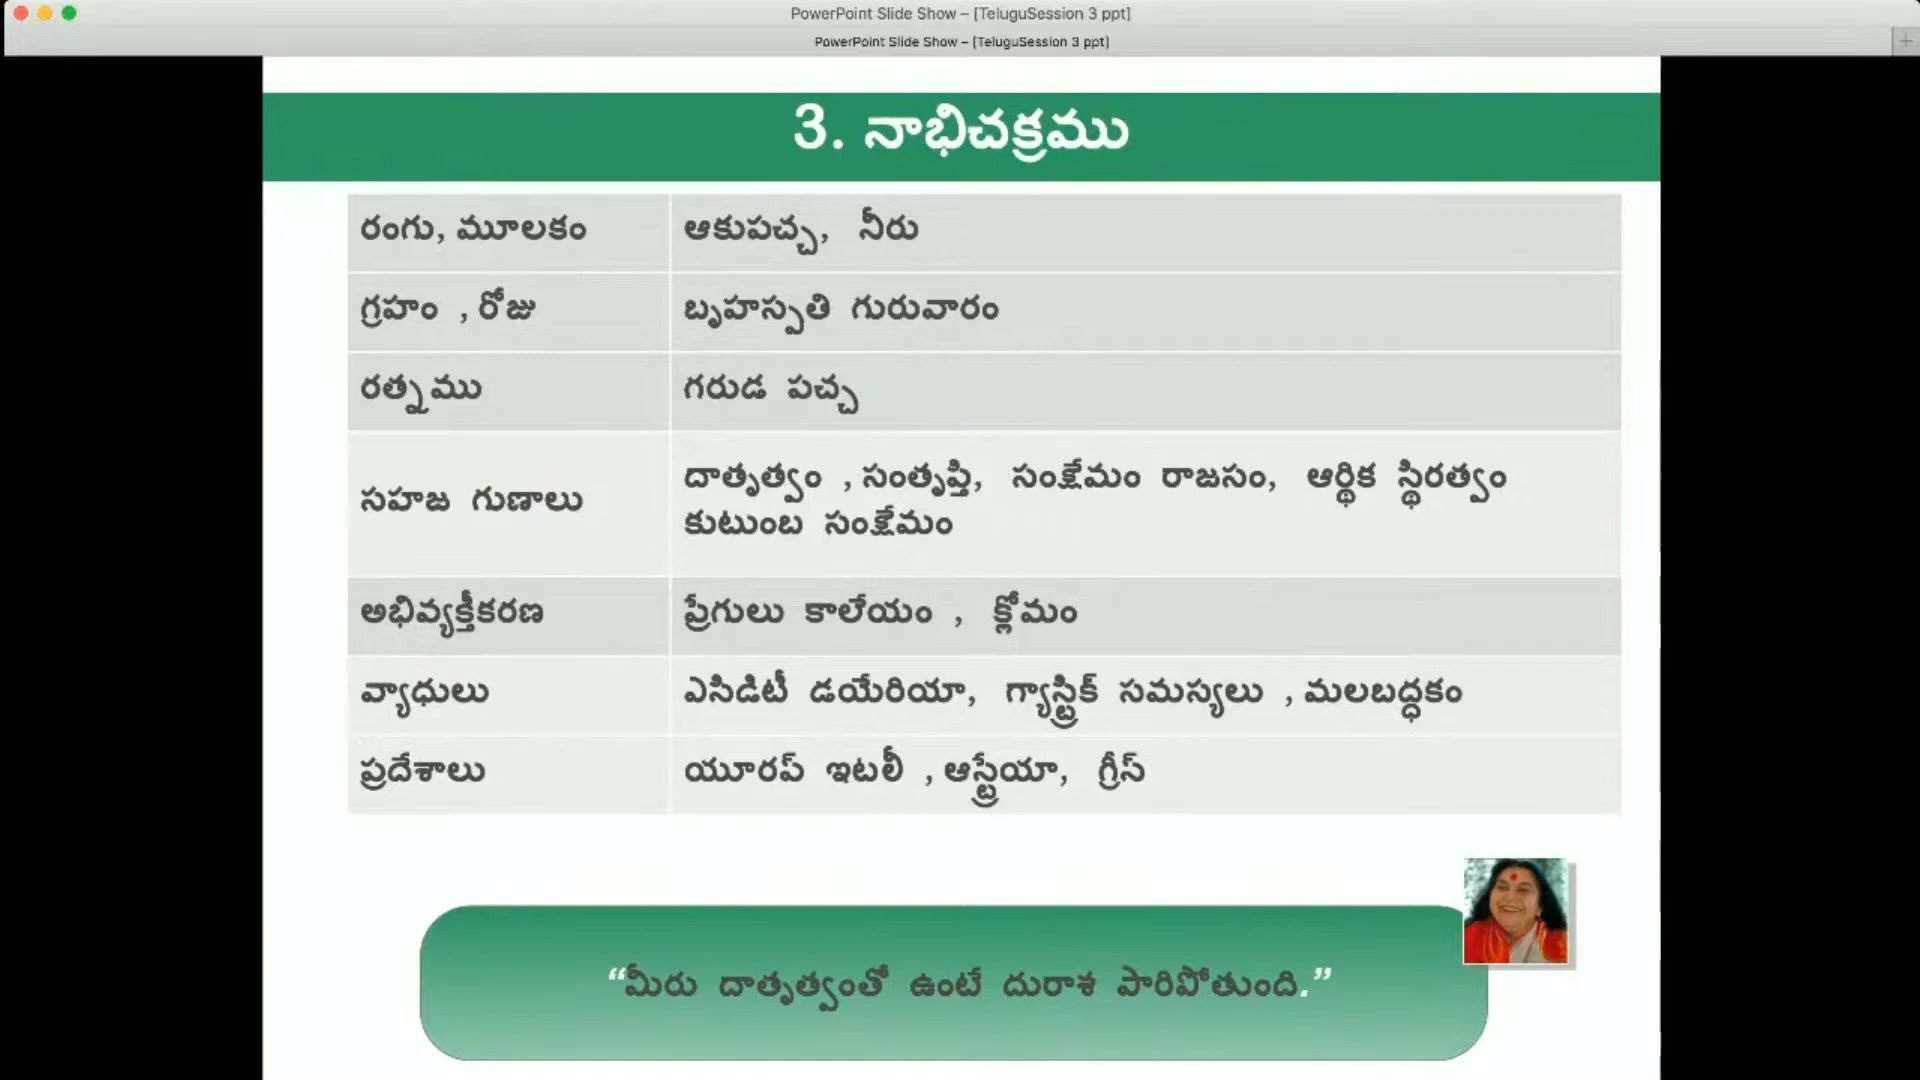 PowerPoint Slide Show – [TeluguSession 3 ppt]
PowerPoint Slide Show – [TeluguSession 3 ppt]
3. నాభిచక్రము
రంగు, మూలకం ఆకుపచ్చ, నీరు
గ్రహం , రోజు బృహస్పతి గురువారం
రత్నము గరుడ పచ్చ
సహజ గుణాలు దాతృత్వం , సంతృప్తి, సంక్షేమం రాజసం, ఆర్థిక స్థిరత్వం
కుటుంబ సంక్షేమం
అభివ్యక్తీకరణ ప్రేగులు కాలేయం , క్లోమం
వ్యాధులు ఎసిడిటీ డయేరియా, గ్యాస్ట్రిక్ సమస్యలు , మలబద్ధకం
ప్రదేశాలు యూరప్ ఇటలీ , ఆస్ట్రేయా, గ్రీస్
“మీరు దాతృత్వంతో ఉంటే దురాశ పారిపోతుంది.”